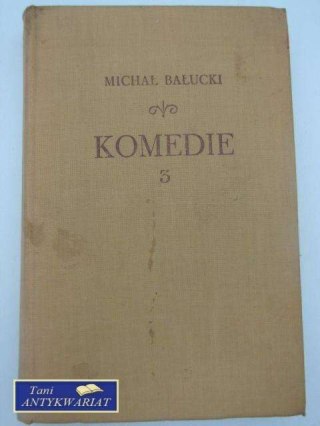 MICHAŁ BAŁUCKI
KOMEDIE
3
Tani
ANTYKWARIAT